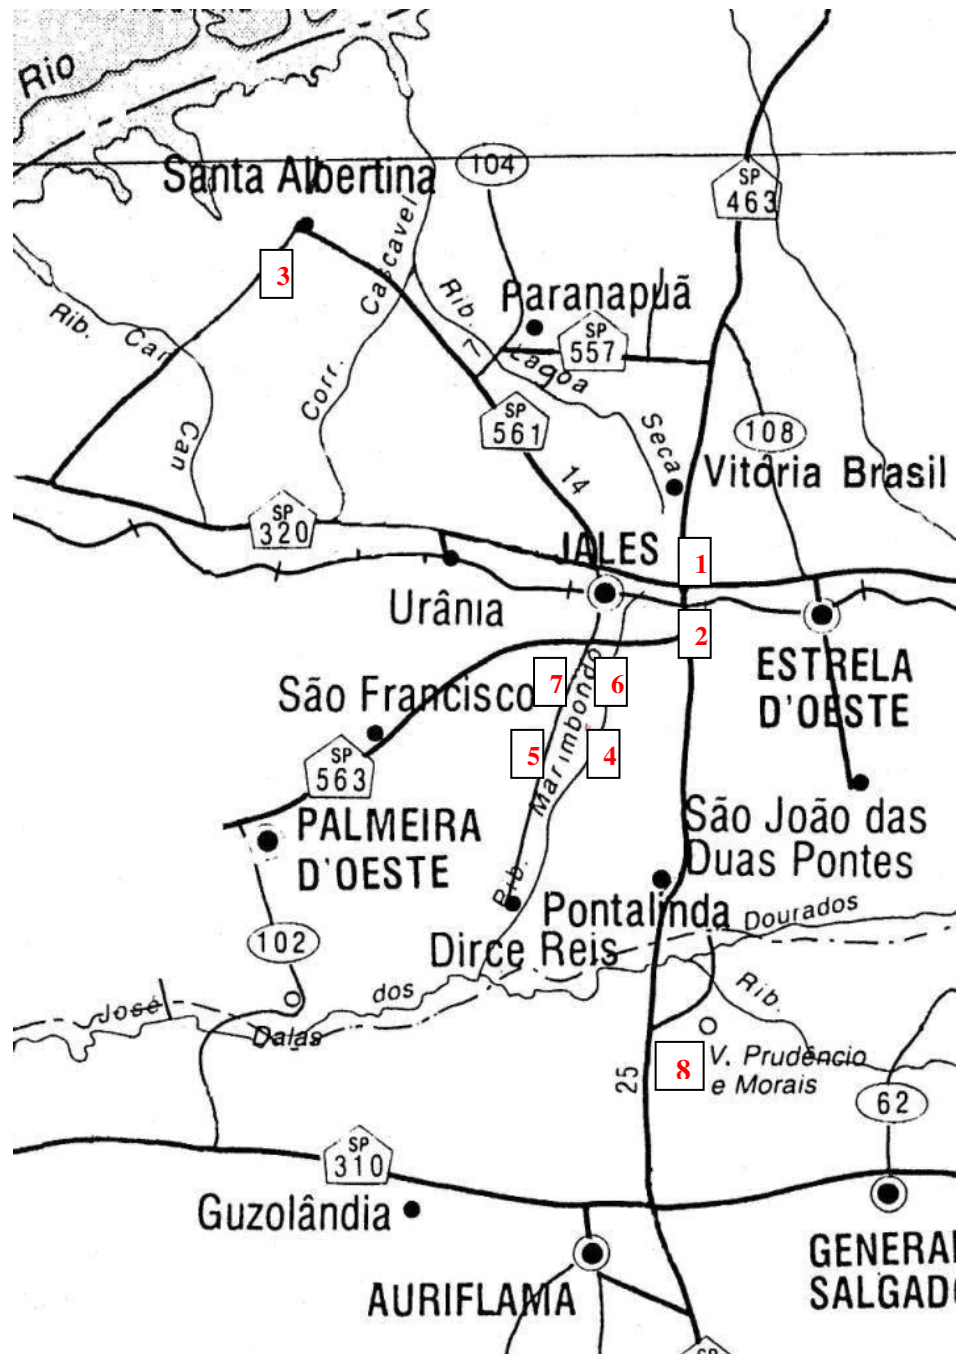 Rio
Santa Albertina
104
SP
463
3
Cascavel
Rib.
Paranapuã
Rib.
Car
SP
557
Lagoa
Corr.
SP
561
Can
Seca
108
14
Vitória Brasil
SP
320
JALES
1
Urânia
2
ESTRELA
D'OESTE
São Francisco
7
6
Marimbondo
5
4
SP
563
PALMEIRA
D'OESTE
São João das
Duas Pontes
Rib.
Pontalinda
Dourados
102
Dirce Reis
José
dos
Rib.
Dalas
V. Prudêncio
e Morais
8
25
62
SP
310
Guzolândia
GENERAL
SALGADO
AURIFLAMA
SP